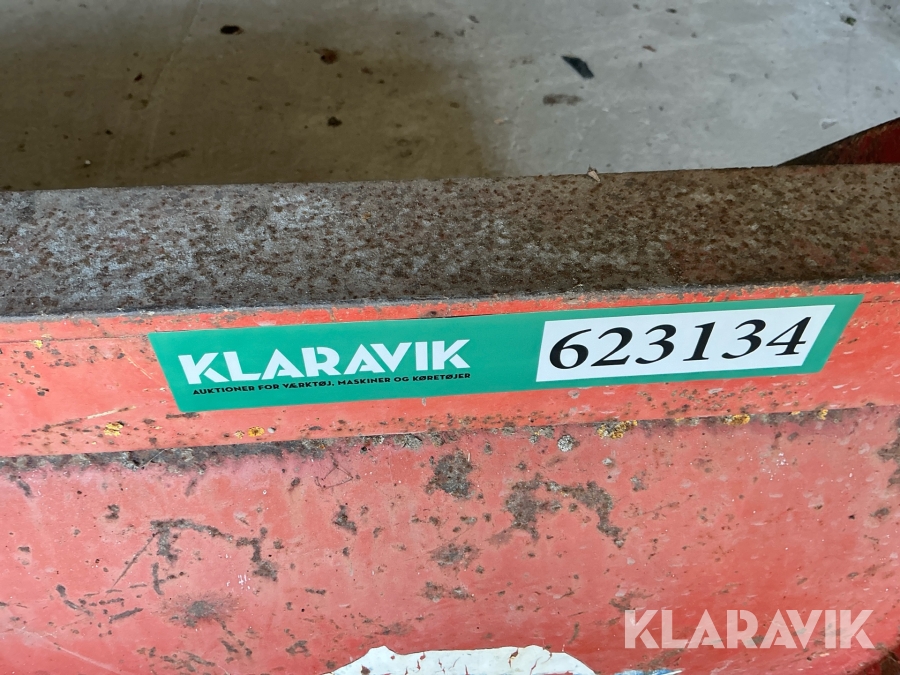 KLARAVIK
AUKTIONER FOR VÆRKTØJ, MASKINER OG KØRETØJER
623134
KLARAVIK